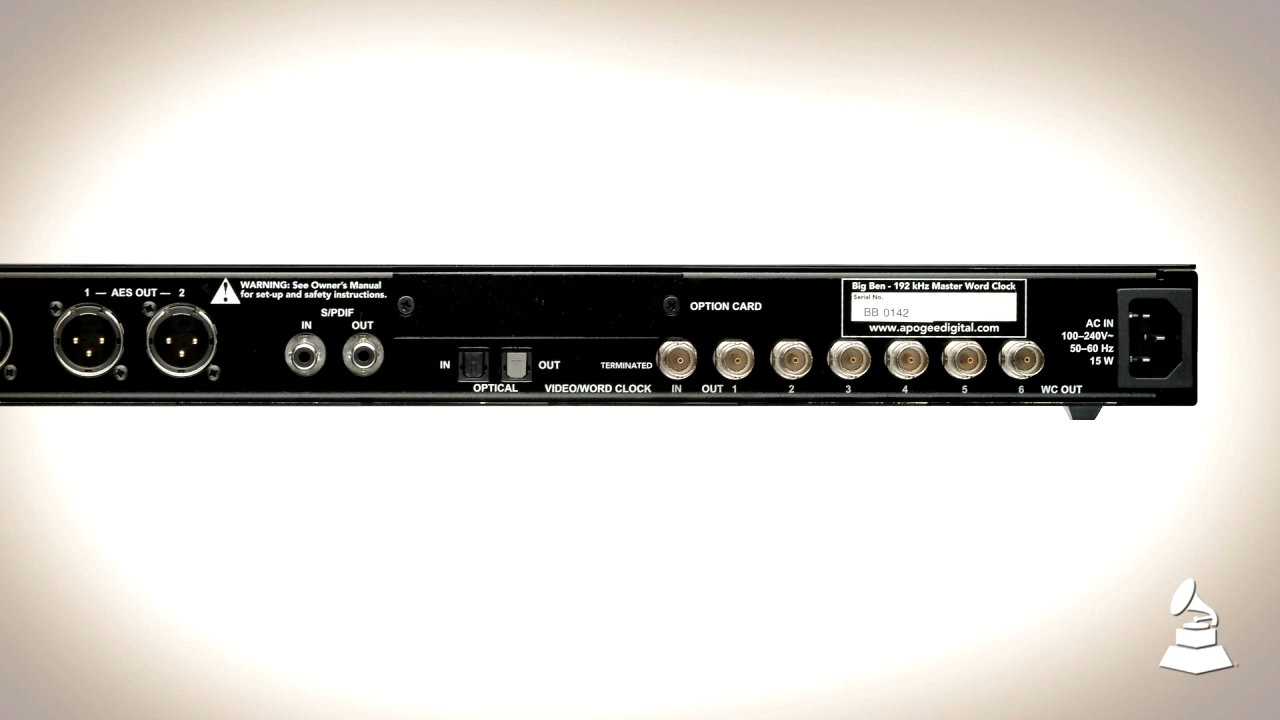 1 — AES OUT — 2
WARNING: See Owner's Manual
for set-up and safety instructions.
S/PDIF
IN OUT
IN OUT
OPTICAL
OPTION CARD
Big Ben - 192 kHz Master Word Clock
Serial No.
BB 0142
www.apogeedigital.com
TERMINATED
VIDEO/WORD CLOCK IN OUT 1 2 3 4 5 6 WC OUT
AC IN
100–240V~
50–60 Hz
15 W